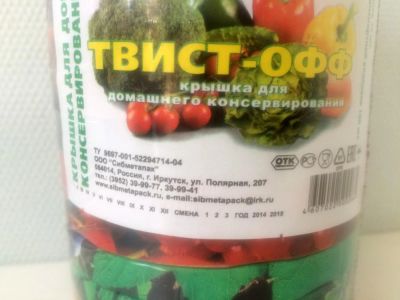 ТВИСТ-ОФФ
крышка для
домашнего консервирования
КРЫШКА ДЛЯ ДО
КОНСЕРВИРОВАН
ТУ 9697-001-52294714-04
ООО "Сибметапак"
664014, Россия, г. Иркутск, ул. Полярная, 207
тел. (3952) 39-99-77, 39-99-41
www.sibmetapack.ru, e-mail:sibmetapack@irk.ru
VI VII VIII IX X XI XII СМЕНА 1 2 3 ГОД 2014 2015
ОТК